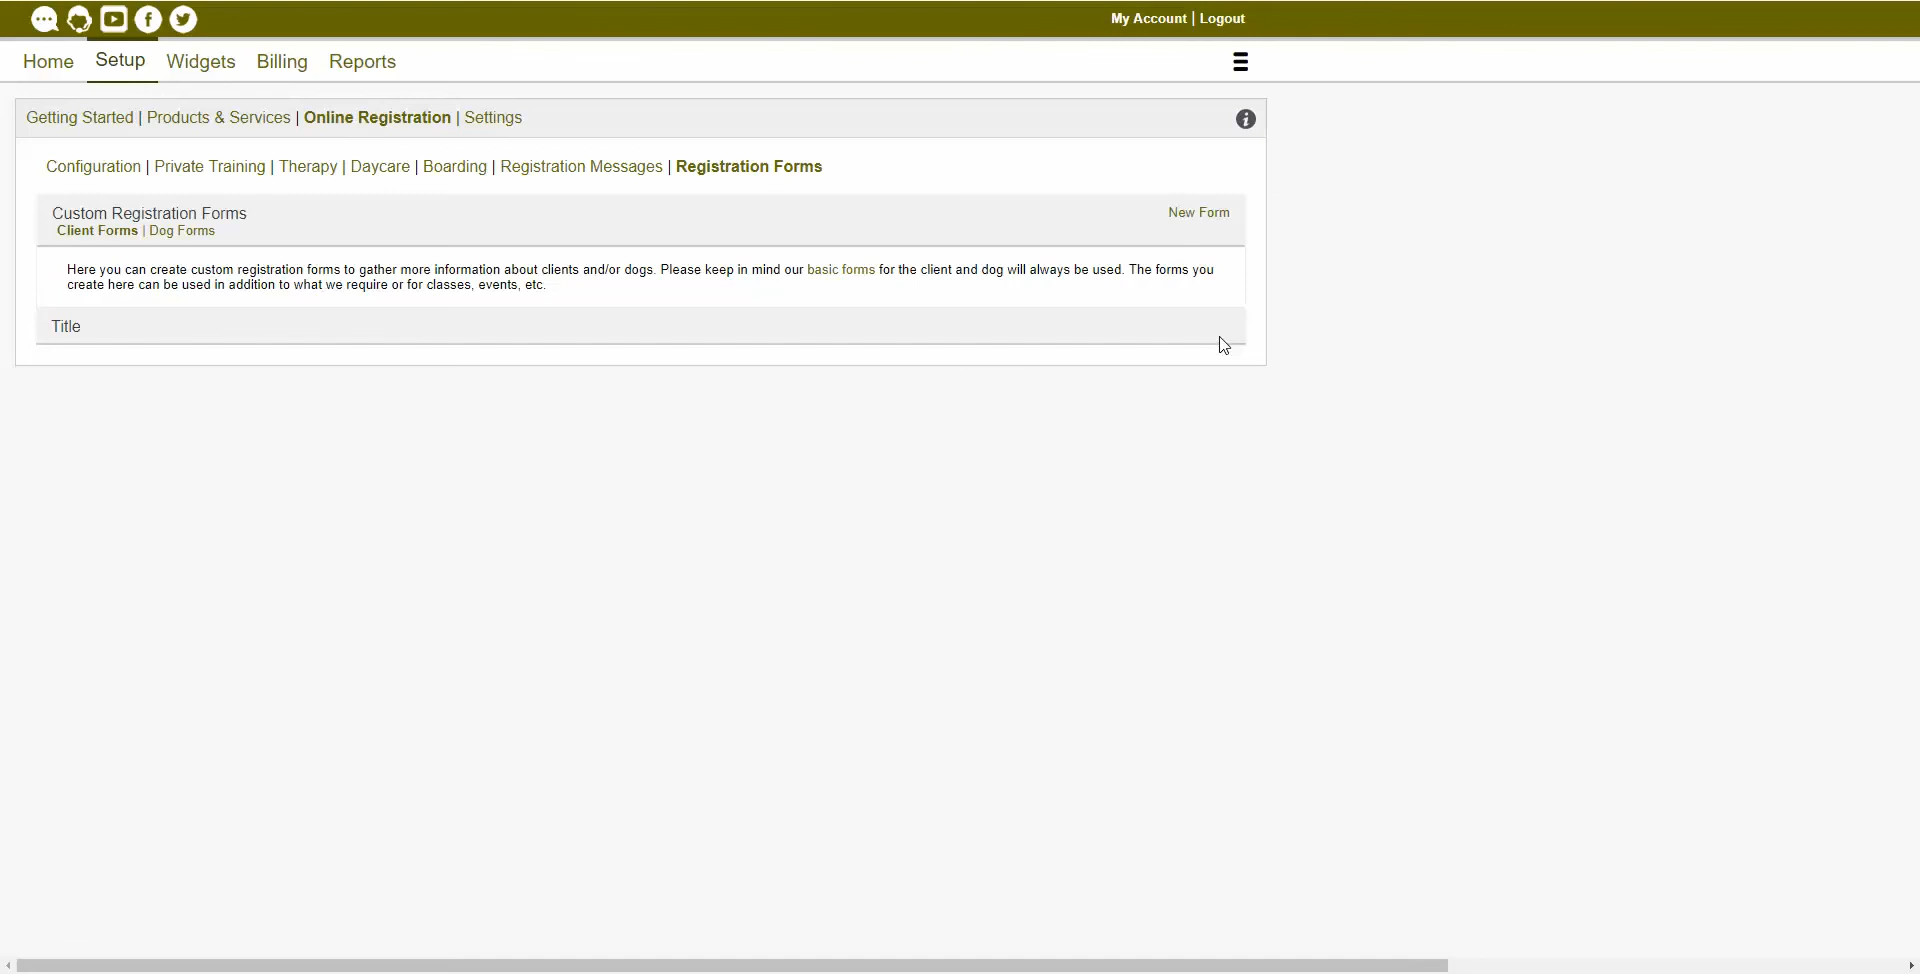 My Account | Logout
Home Setup Widgets Billing Reports
Getting Started | Products & Services | Online Registration | Settings
Configuration | Private Training | Therapy | Daycare | Boarding | Registration Messages | Registration Forms
Custom Registration Forms
New Form
Client Forms | Dog Forms
Here you can create custom registration forms to gather more information about clients and/or dogs. Please keep in mind our basic forms for the client and dog will always be used. The forms you
create here can be used in addition to what we require or for classes, events, etc.
Title